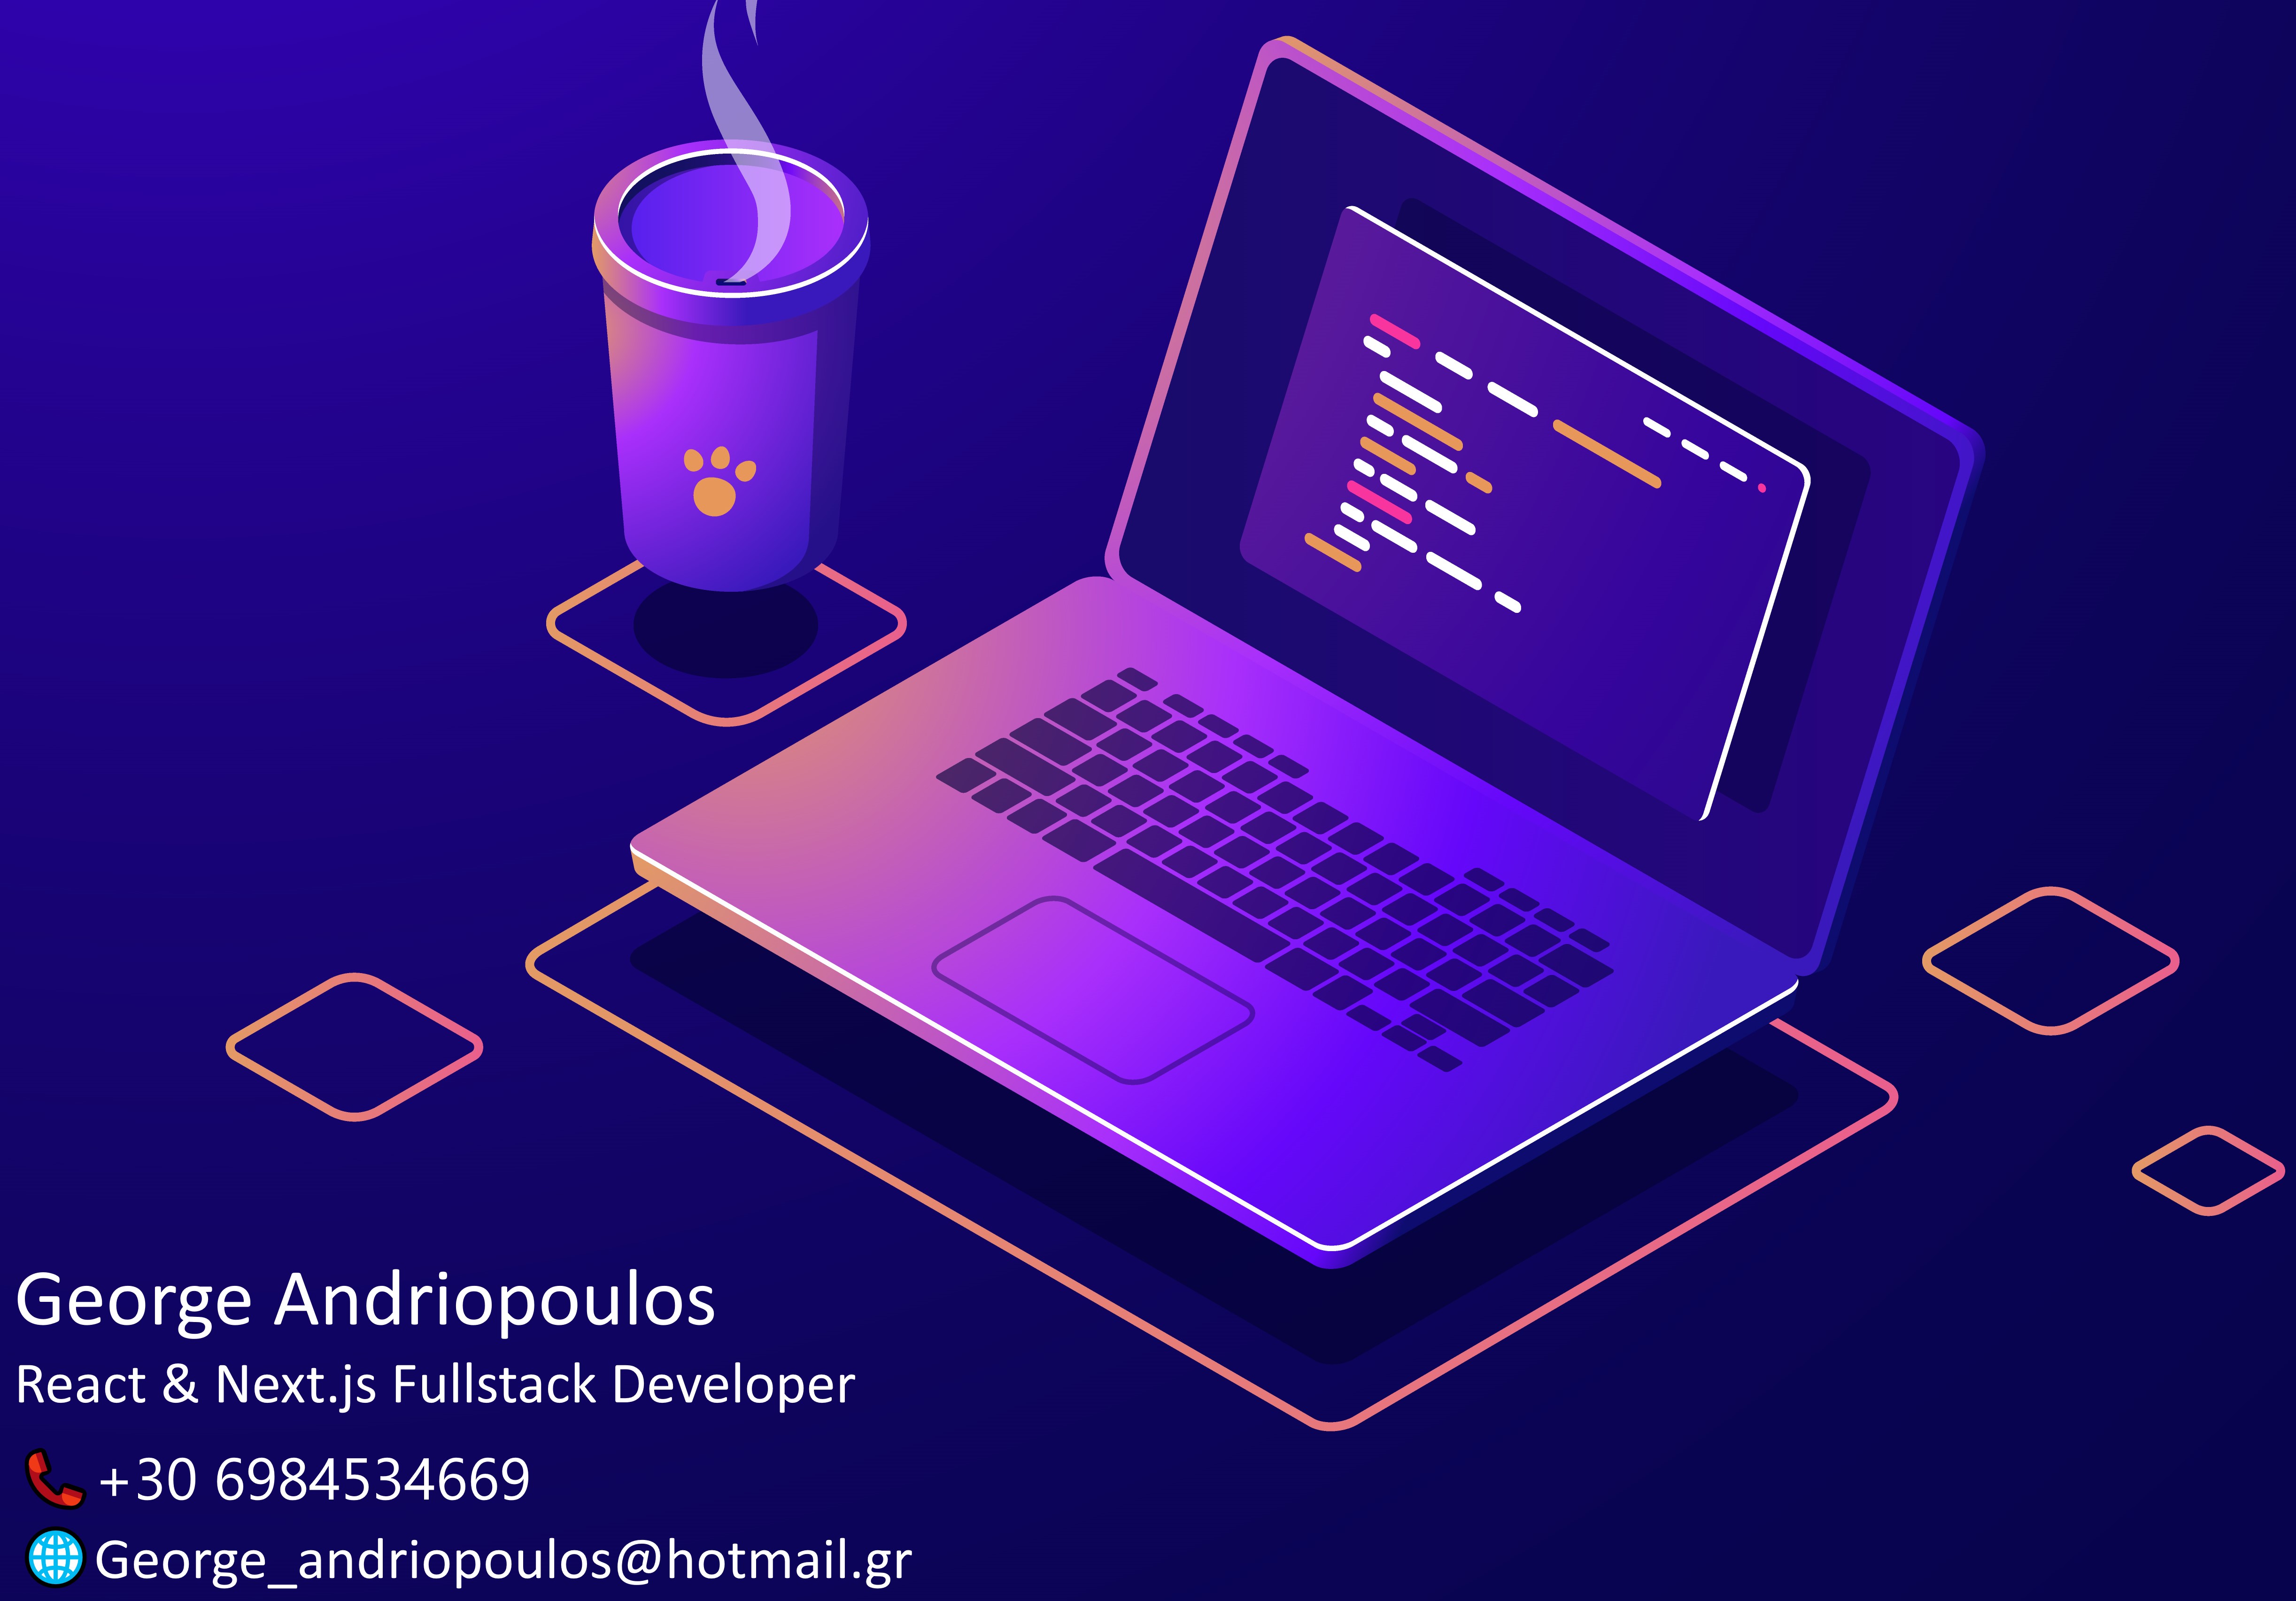 George Andriopoulos
React & Next.js Fullstack Developer
+30 6984534669
George_andriopoulos@hotmail.gr